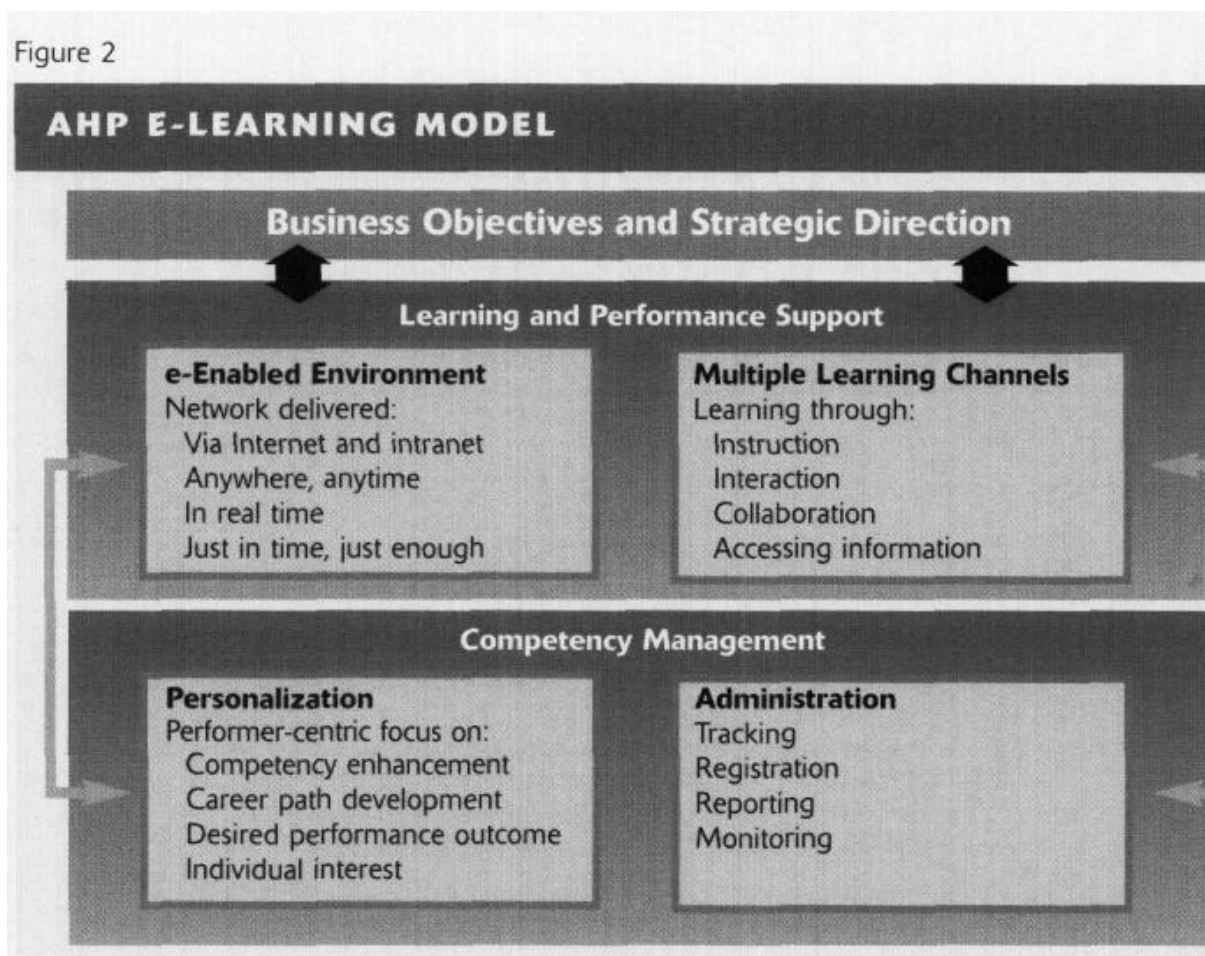 Figure 2
AHP E-LEARNING MODEL
Business Objectives and Strategic Direction
Learning and Performance Support
e-Enabled Environment
Network delivered:
Via Internet and intranet
Anywhere, anytime
In real time
Just in time, just enough
Multiple Learning Channels
Learning through:
Instruction
Interaction
Collaboration
Accessing information
Competency Management
Personalization
Performer-centric focus on:
Competency enhancement
Career path development
Desired performance outcome
Individual interest
Administration
Tracking
Registration
Reporting
Monitoring